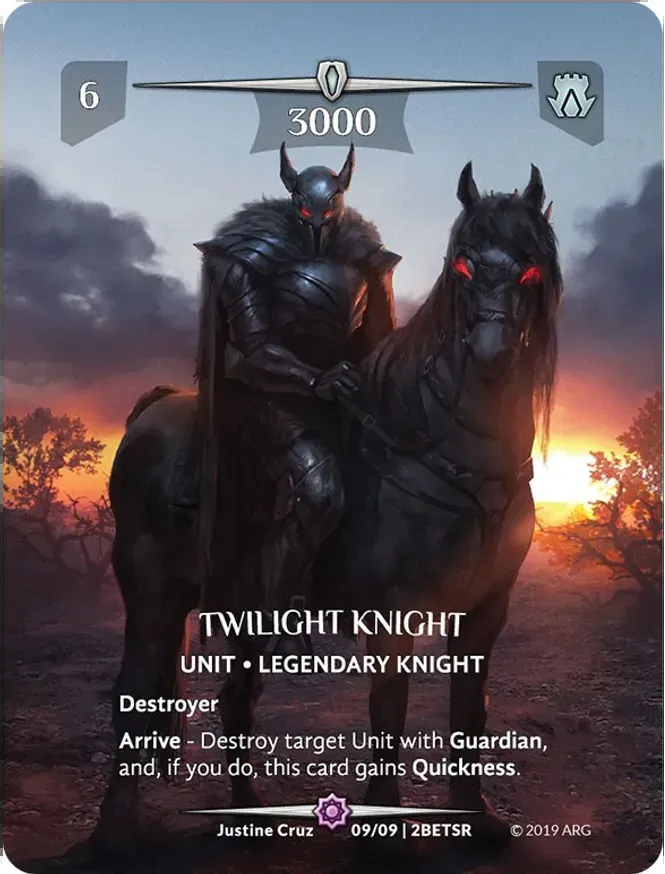 6
3000
TWILIGHT KNIGHT
UNIT • LEGENDARY KNIGHT
Destroyer
Arrive - Destroy target Unit with Guardian,
and, if you do, this card gains Quickness.
Justine Cruz 09/09 | 2BETSR © 2019 ARG